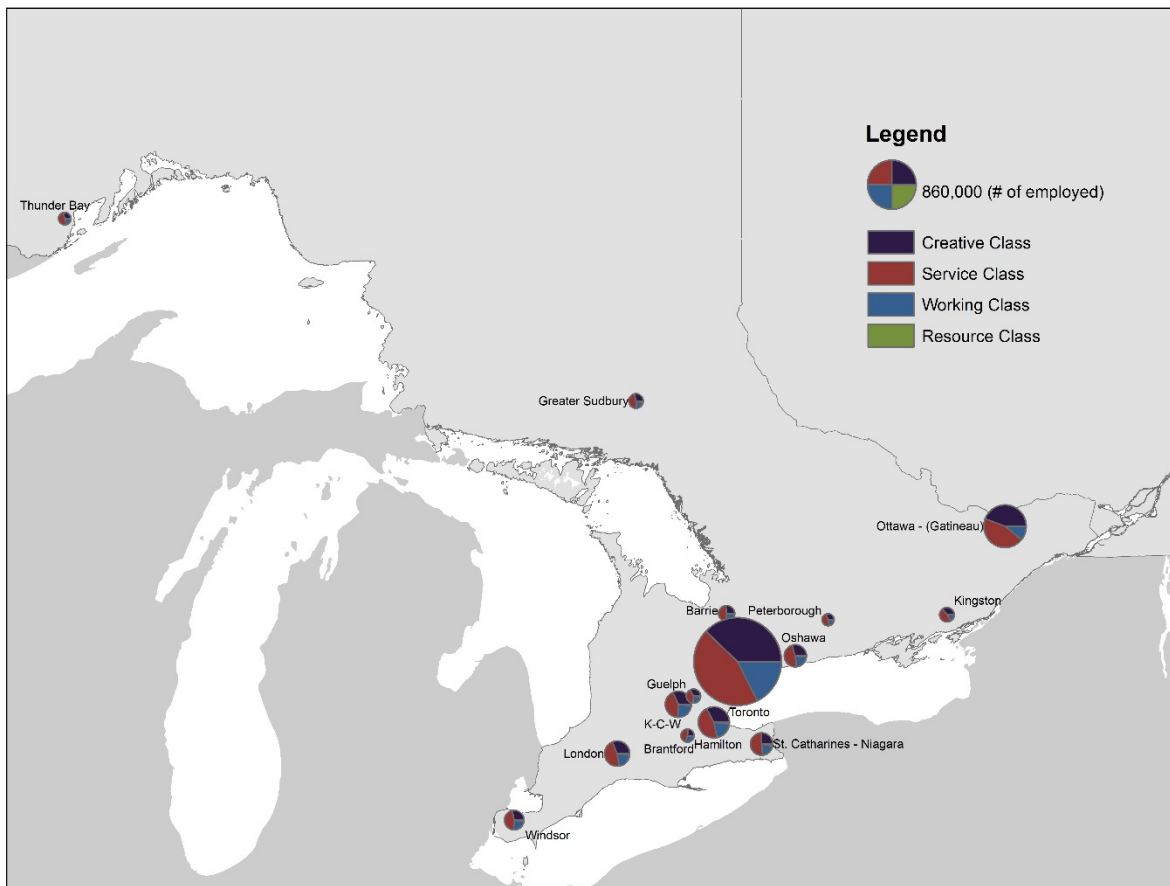 Legend
860,000 (# of employed)
Creative Class
Service Class
Working Class
Resource Class
Thunder Bay
Greater Sudbury
Ottawa - (Gatineau)
Kingston
Barrie
Peterborough
Oshawa
Guelph
K-C-W
Toronto
Brantford
Hamilton
St. Catharines - Niagara
London
Windsor